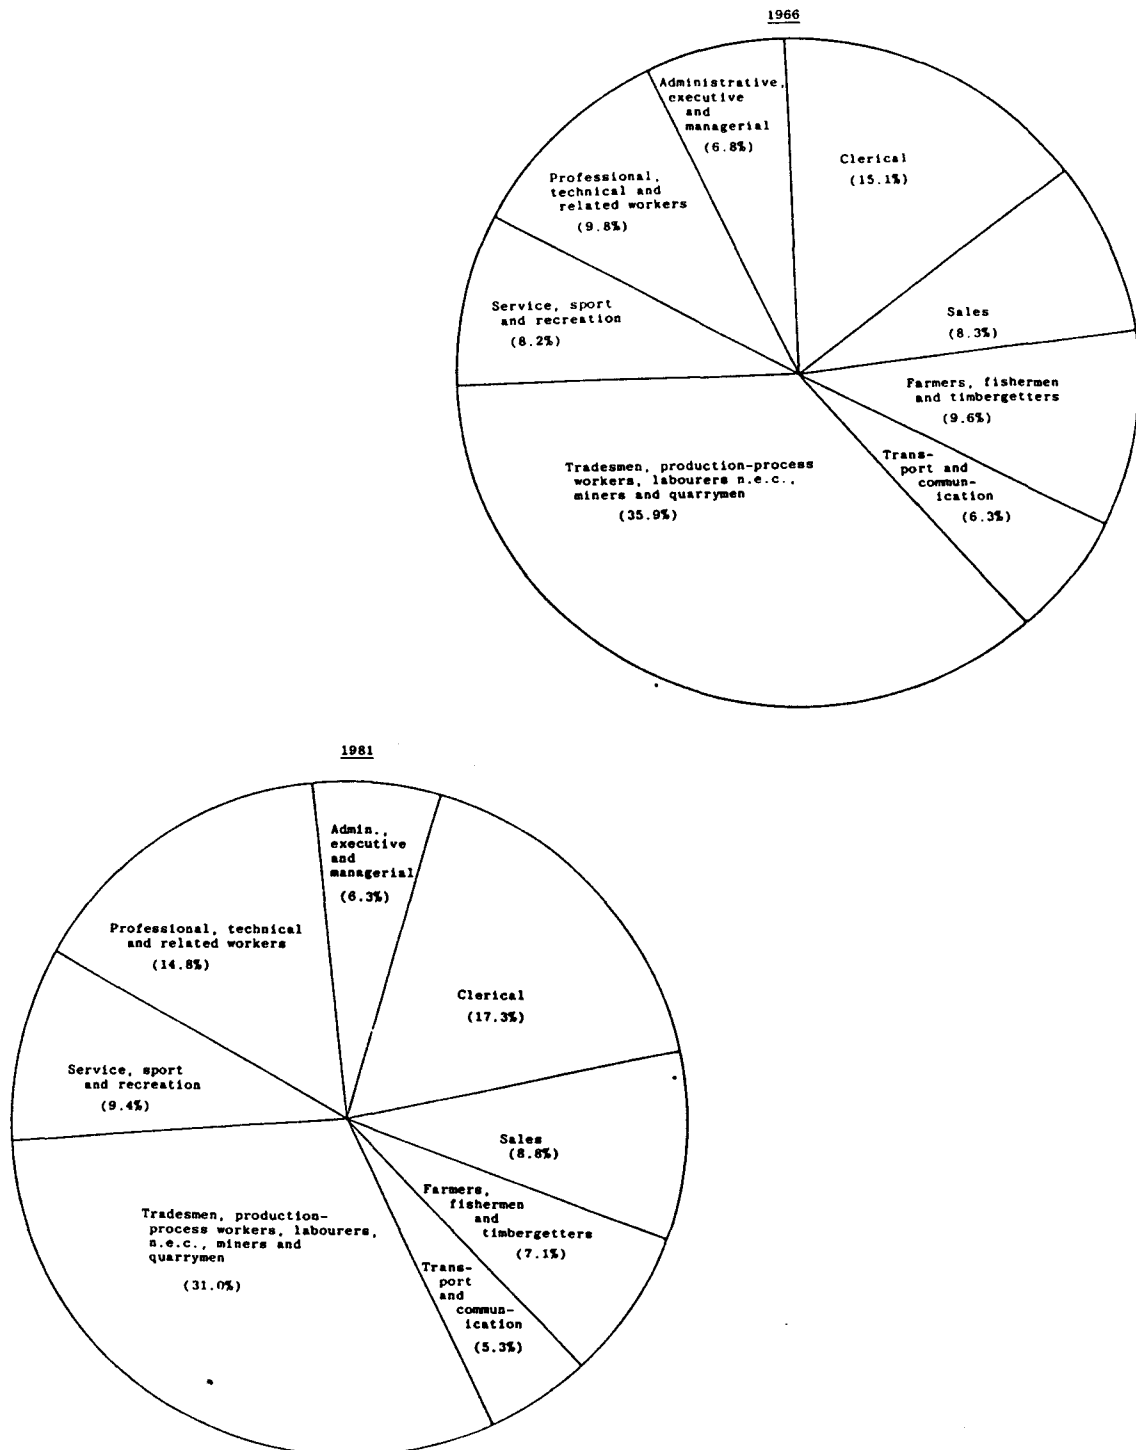 1966
Administrative,
executive
and
managerial
(6.8%)
Clerical
(15.1%)
Professional,
technical and
related workers
(9.8%)
Service, sport
and recreation
(8.2%)
Sales
(8.3%)
Farmers, fishermen
and timbergetters
(9.6%)
Trans-
port and
commun-
ication
(6.3%)
Tradesmen, production-process
workers, labourers n.e.c.,
miners and quarrymen
(35.9%)
1981
Admin.,
executive
and
managerial
(6.3%)
Professional, technical
and related workers
(14.8%)
Clerical
(17.3%)
Service, sport
and recreation
(9.4%)
Sales
(8.8%)
Farmers,
fishermen
and
timbergetters
(7.1%)
Tradesmen, production-
process workers, labourers,
n.e.c., miners and
quarrymen
(31.0%)
Trans-
port
and
commun-
ication
(5.3%)